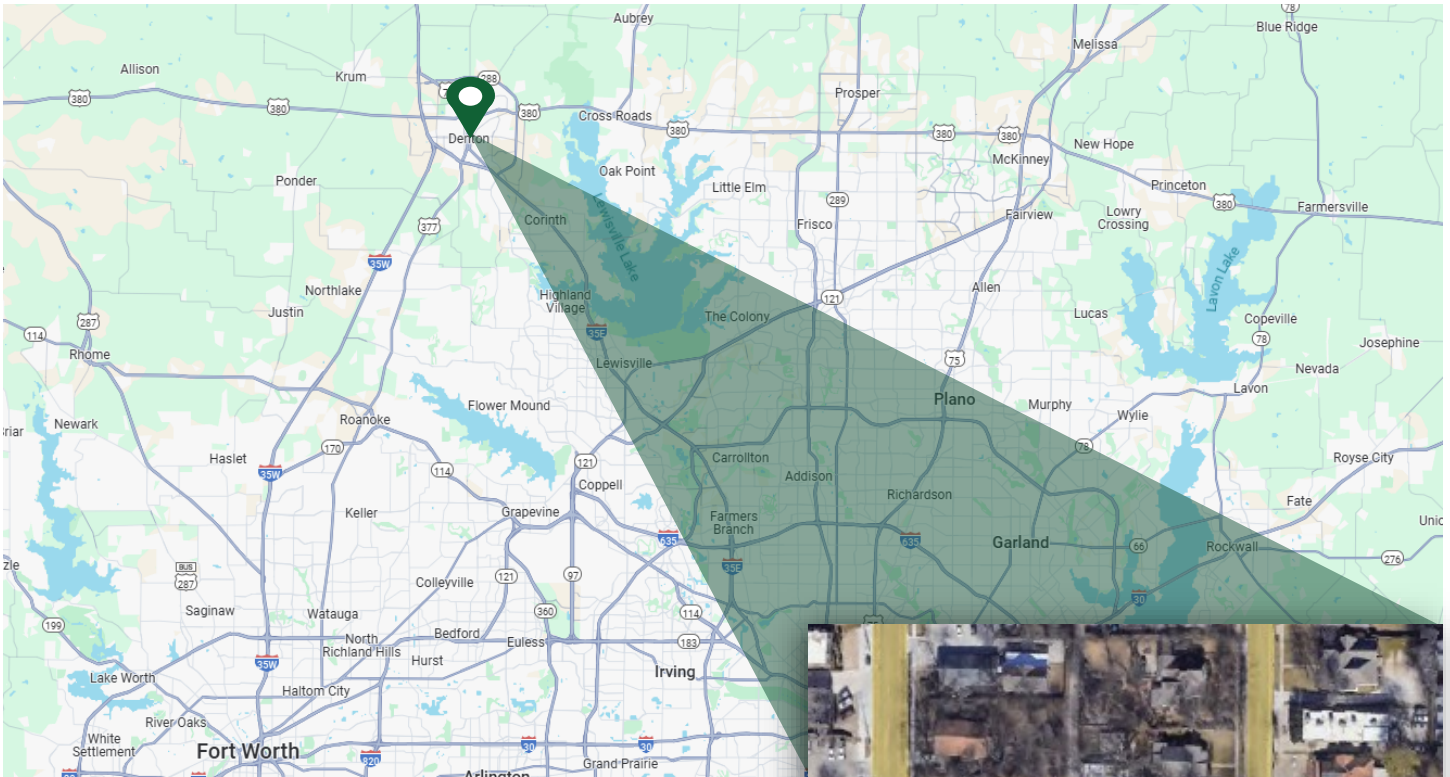 Aubrey
78
Blue Ridge
Melissa
Allison
Krum
288
380
380
Prosper
380
Cross Roads
380
Denton
380
380
New Hope
McKinney
Oak Point
Ponder
Little Elm
Princeton
289
380
Farmersville
Corinth
377
Frisco
Fairview
Lowry
Crossing
Lewisville Lake
35W
Lavon Lake
Northlake
Highland
Village
121
Allen
Justin
287
114
35E
The Colony
Lucas
Copeville
78
Rhome
Lewisville
75
Josephine
Nevada
Lavon
Plano
Murphy
Wylie
Flower Mound
Newark
Roanoke
170
78
Haslet
35W
114
121
Carrollton
Royse City
Coppell
Addison
Richardson
Fate
Keller
Grapevine
Farmers
Branch
635
635
Garland
66
Rockwall
276
35E
BUS
287
Colleyville
121
97
30
Saginaw
Watauga
360
114
199
North
Richland Hills
Bedford
Euless
183
35W
Hurst
Irving
Lake Worth
Haltom City
River Oaks
White
Settlement
Fort Worth
820
30
30
Grand Prairie
Arlington